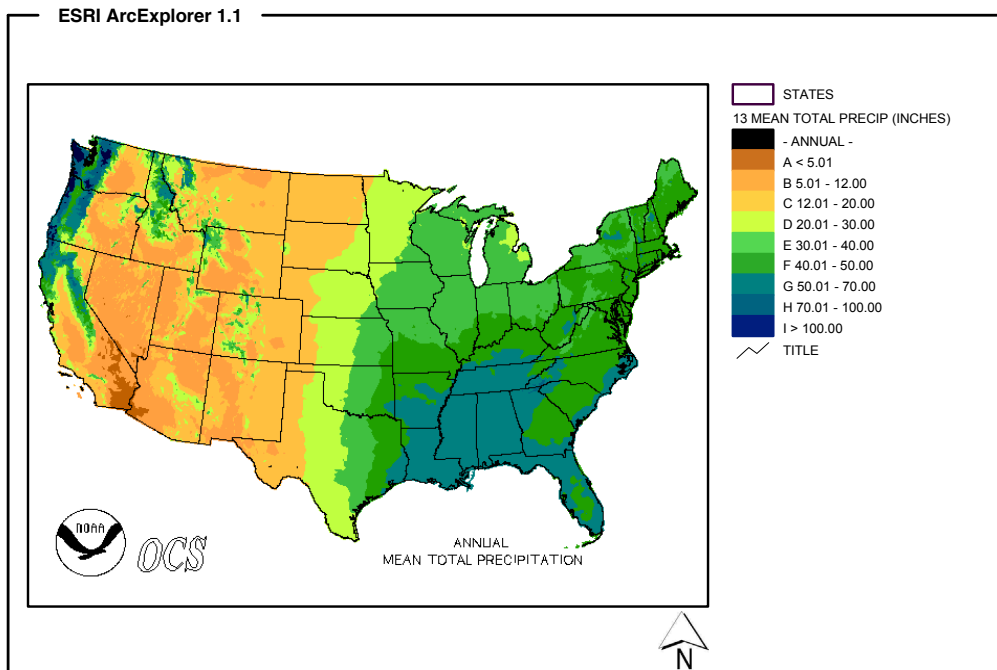 ESRI ArcExplorer 1.1
STATES
13 MEAN TOTAL PRECIP (INCHES)
- ANNUAL -
A < 5.01
B 5.01 - 12.00
C 12.01 - 20.00
D 20.01 - 30.00
E 30.01 - 40.00
F 40.01 - 50.00
G 50.01 - 70.00
H 70.01 - 100.00
I > 100.00
TITLE
NOAA
OCS
ANNUAL
MEAN TOTAL PRECIPITATION
N